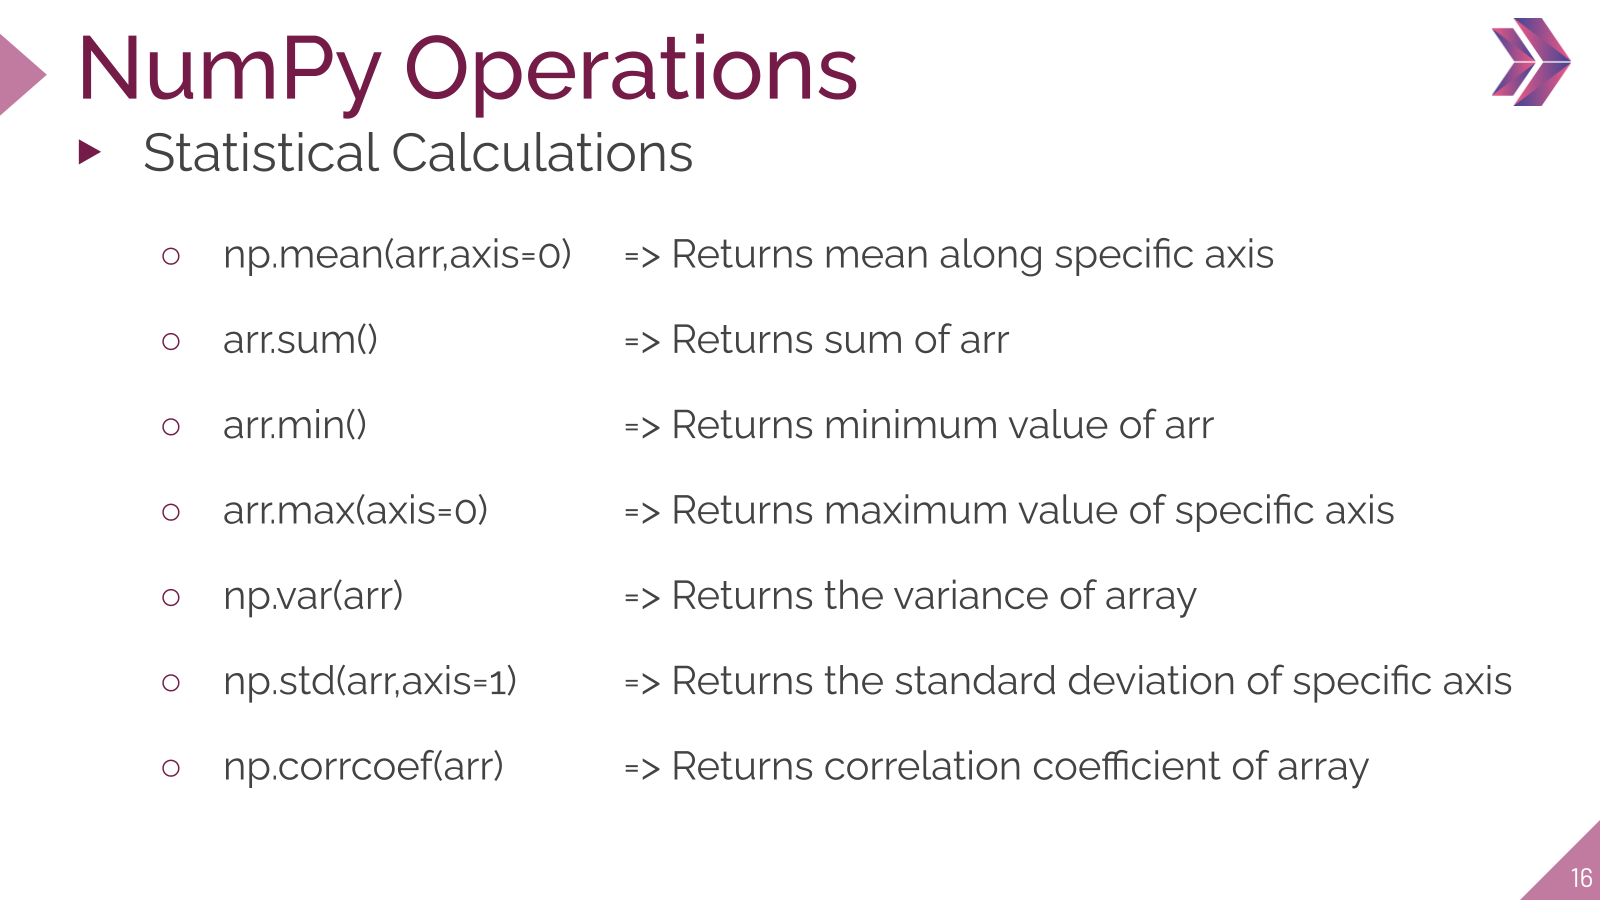 NumPy Operations
Statistical Calculations
np.mean(arr,axis=0) => Returns mean along specific axis
arr.sum() => Returns sum of arr
arr.min() => Returns minimum value of arr
arr.max(axis=0) => Returns maximum value of specific axis
np.var(arr) => Returns the variance of array
np.std(arr,axis=1) => Returns the standard deviation of specific axis
np.corrcoef(arr) => Returns correlation coefficient of array
16